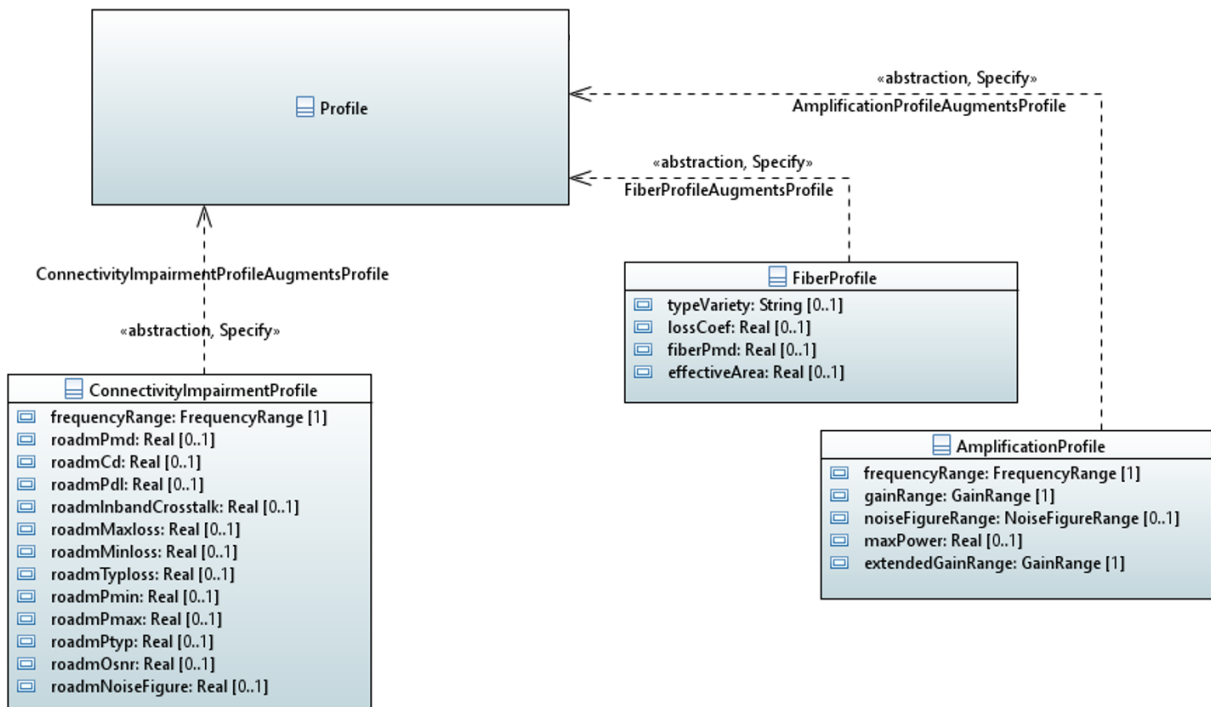 Profile
«abstraction, Specify»
AmplificationProfileAugmentsProfile
«abstraction, Specify»
FiberProfileAugmentsProfile
ConnectivityImpairmentProfileAugmentsProfile
«abstraction, Specify»
FiberProfile
typeVariety: String [0..1]
lossCoef: Real [0..1]
fiberPmd: Real [0..1]
effectiveArea: Real [0..1]
ConnectivityImpairmentProfile
frequencyRange: FrequencyRange [1]
roadmPmd: Real [0..1]
roadmCd: Real [0..1]
roadmPdl: Real [0..1]
roadmInbandCrosstalk: Real [0..1]
roadmMaxloss: Real [0..1]
roadmMinloss: Real [0..1]
roadmTyploss: Real [0..1]
roadmPmin: Real [0..1]
roadmPmax: Real [0..1]
roadmPtyp: Real [0..1]
roadmOsnr: Real [0..1]
roadmNoiseFigure: Real [0..1]
AmplificationProfile
frequencyRange: FrequencyRange [1]
gainRange: GainRange [1]
noiseFigureRange: NoiseFigureRange [0..1]
maxPower: Real [0..1]
extendedGainRange: GainRange [1]